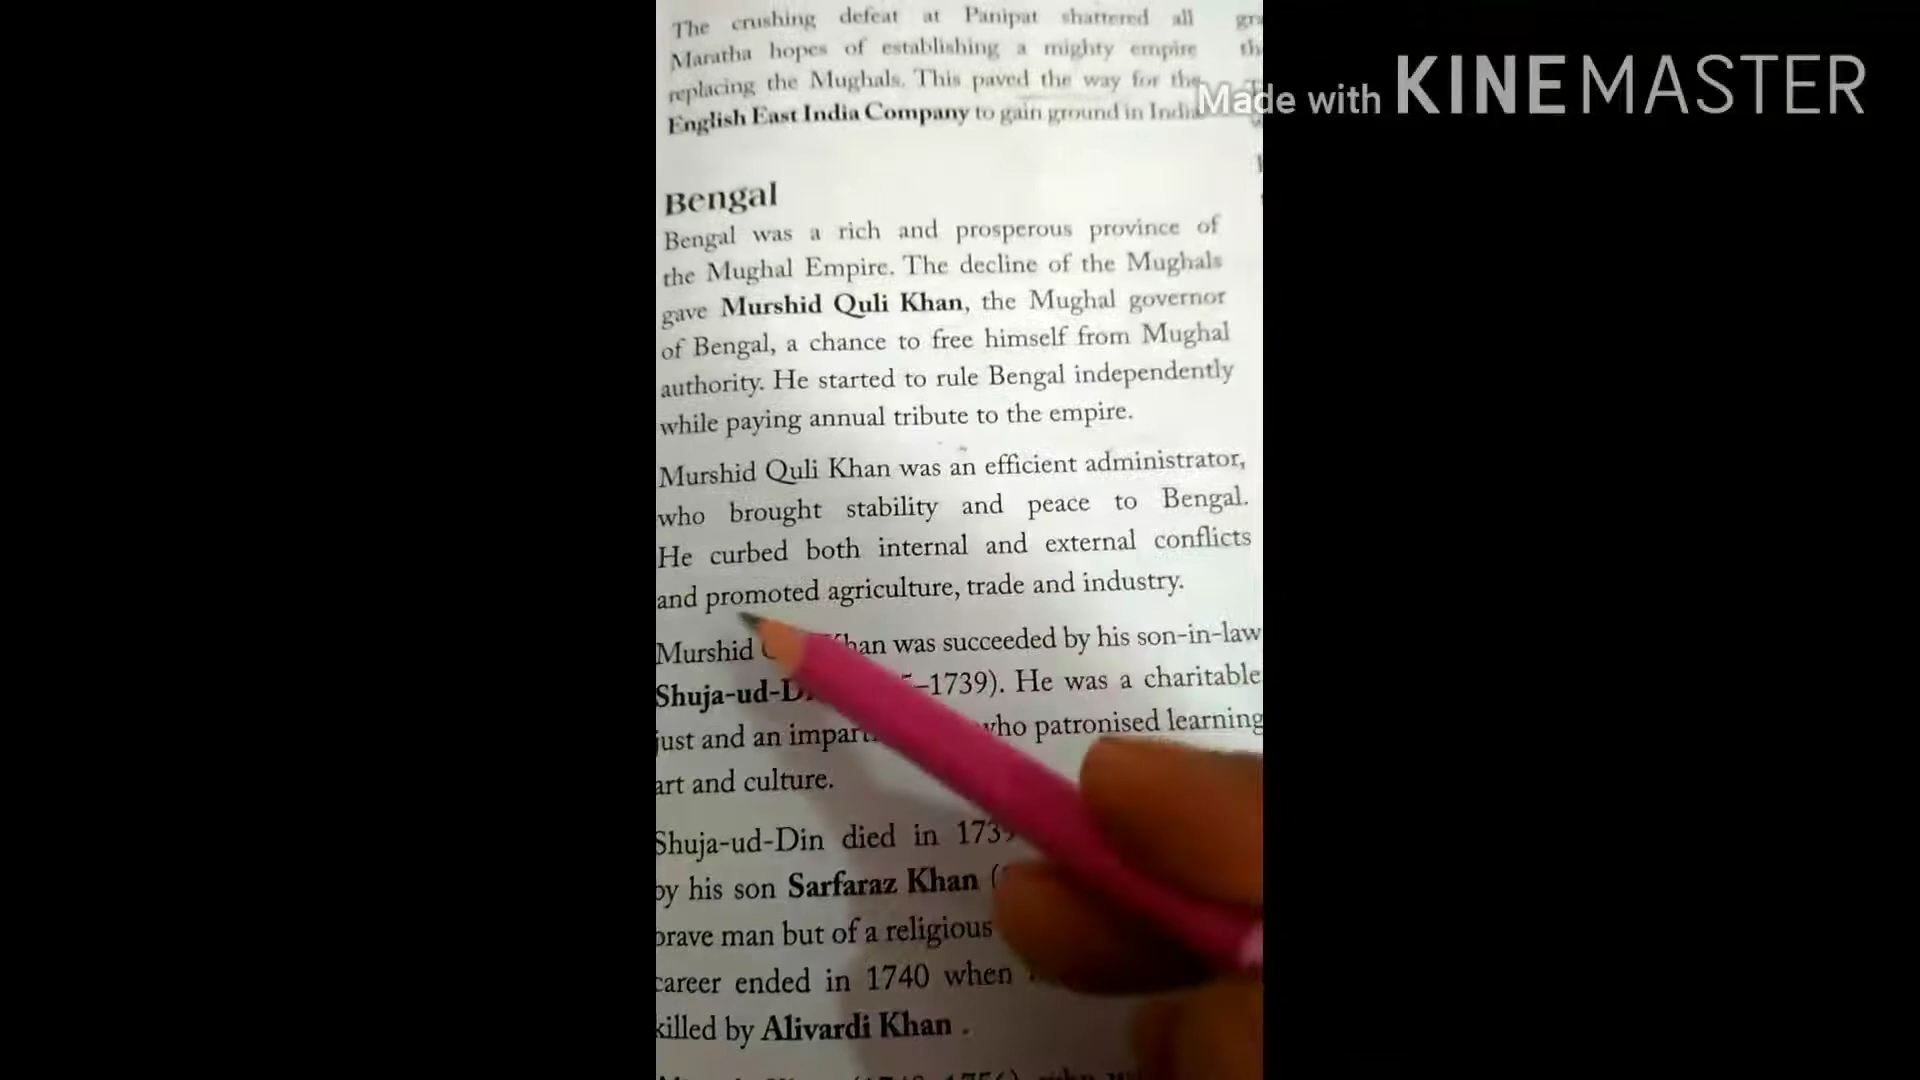 The crushing defeat at Panipat shattered all
Maratha hopes of establishing a mighty empire
replacing the Mughals. This paved the way for the
English East India Company to gain ground in India
Made with KINEMASTER
Bengal
Bengal was a rich and prosperous province of
the Mughal Empire. The decline of the Mughals
gave Murshid Quli Khan, the Mughal governor
of Bengal, a chance to free himself from Mughal
authority. He started to rule Bengal independently
while paying annual tribute to the empire.
Murshid Quli Khan was an efficient administrator,
who brought stability and peace to Bengal.
He curbed both internal and external conflicts
and promoted agriculture, trade and industry.
Murshid Khan was succeeded by his son-in-law
Shuja-ud-D –1739). He was a charitable
just and an impart who patronised learning
art and culture.
Shuja-ud-Din died in 1739
by his son Sarfaraz Khan (
brave man but of a religious
career ended in 1740 when
killed by Alivardi Khan .